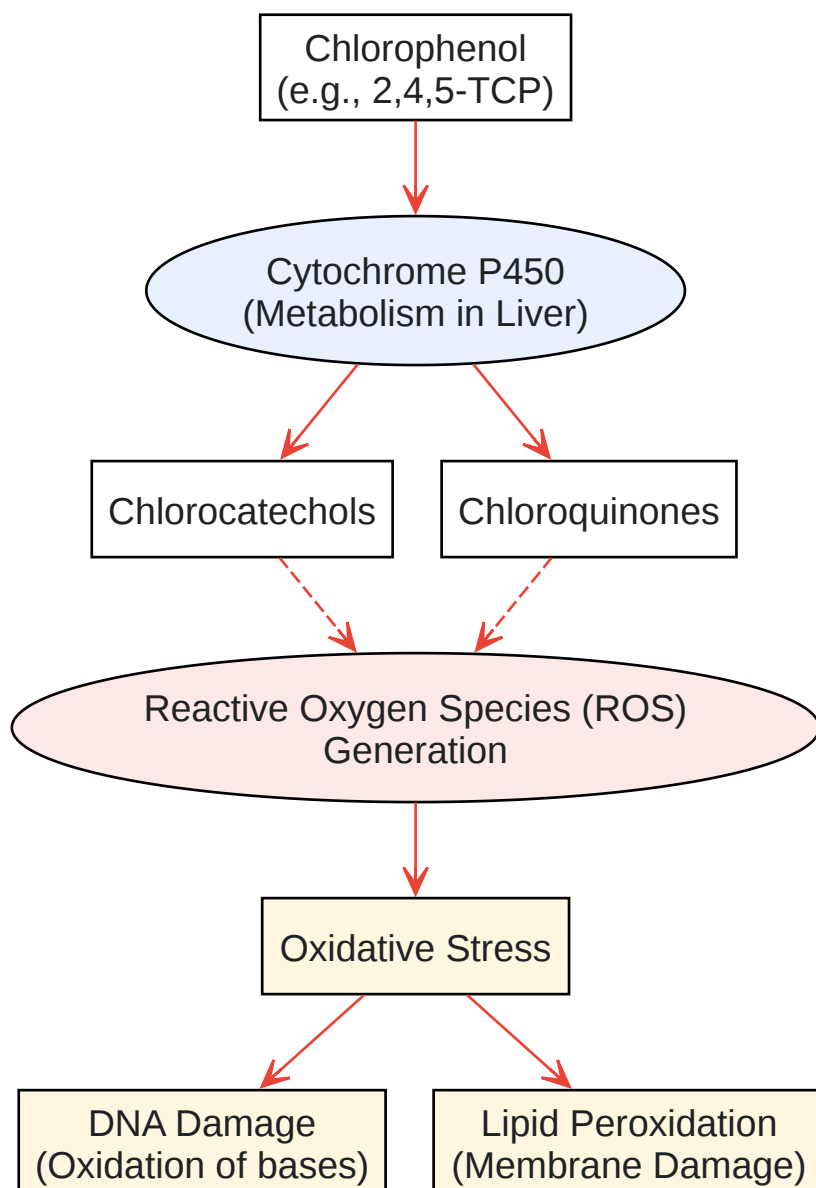 Chlorophenol
(e.g., 2,4,5-TCP)
Cytochrome P450
(Metabolism in Liver)
Chlorocatechols
Chloroquinones
Reactive Oxygen Species (ROS)
Generation
Oxidative Stress
DNA Damage
(Oxidation of bases)
Lipid Peroxidation
(Membrane Damage)